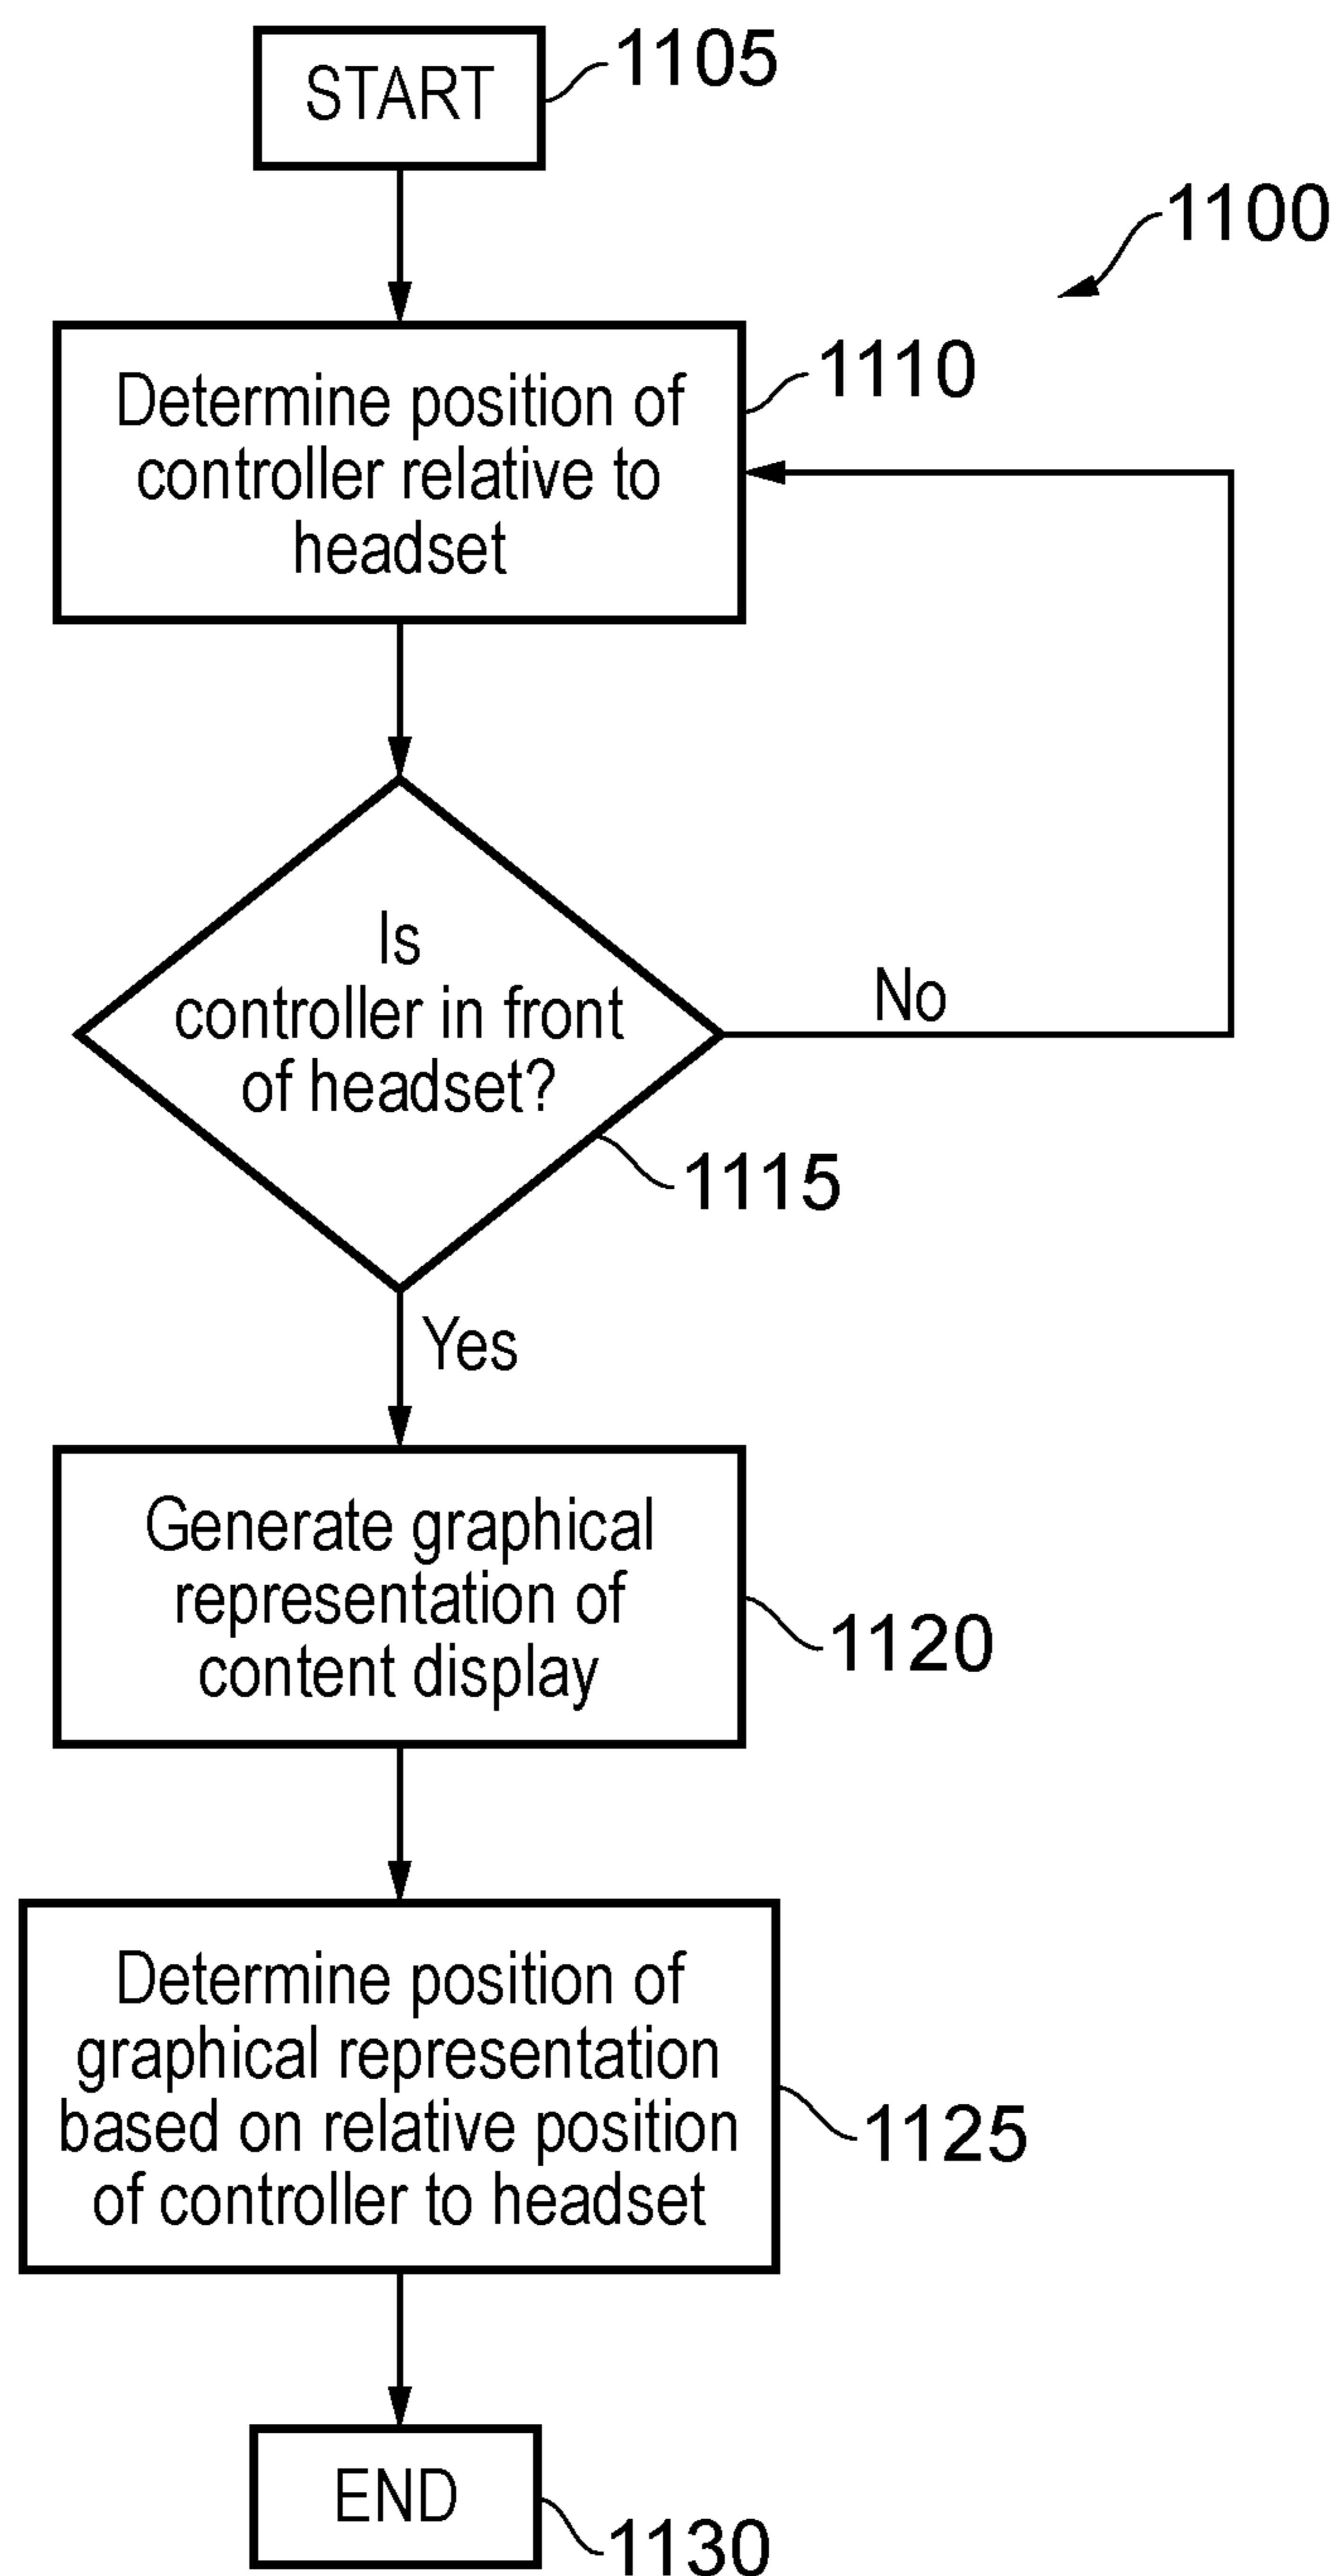 START
1105
1100
Determine position of
controller relative to
headset
1110
Is
controller in front
of headset?
No
1115
Yes
Generate graphical
representation of
content display
1120
Determine position of
graphical representation
based on relative position
of controller to headset
1125
END
1130